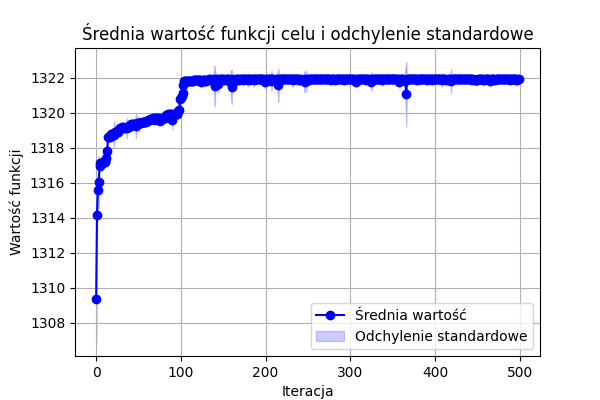 Średnia wartość funkcji celu i odchylenie standardowe
Wartość funkcji
1322
1320
1318
1316
1314
1312
1310
1308
Średnia wartość
Odchylenie standardowe
0 100 200 300 400 500
Iteracja